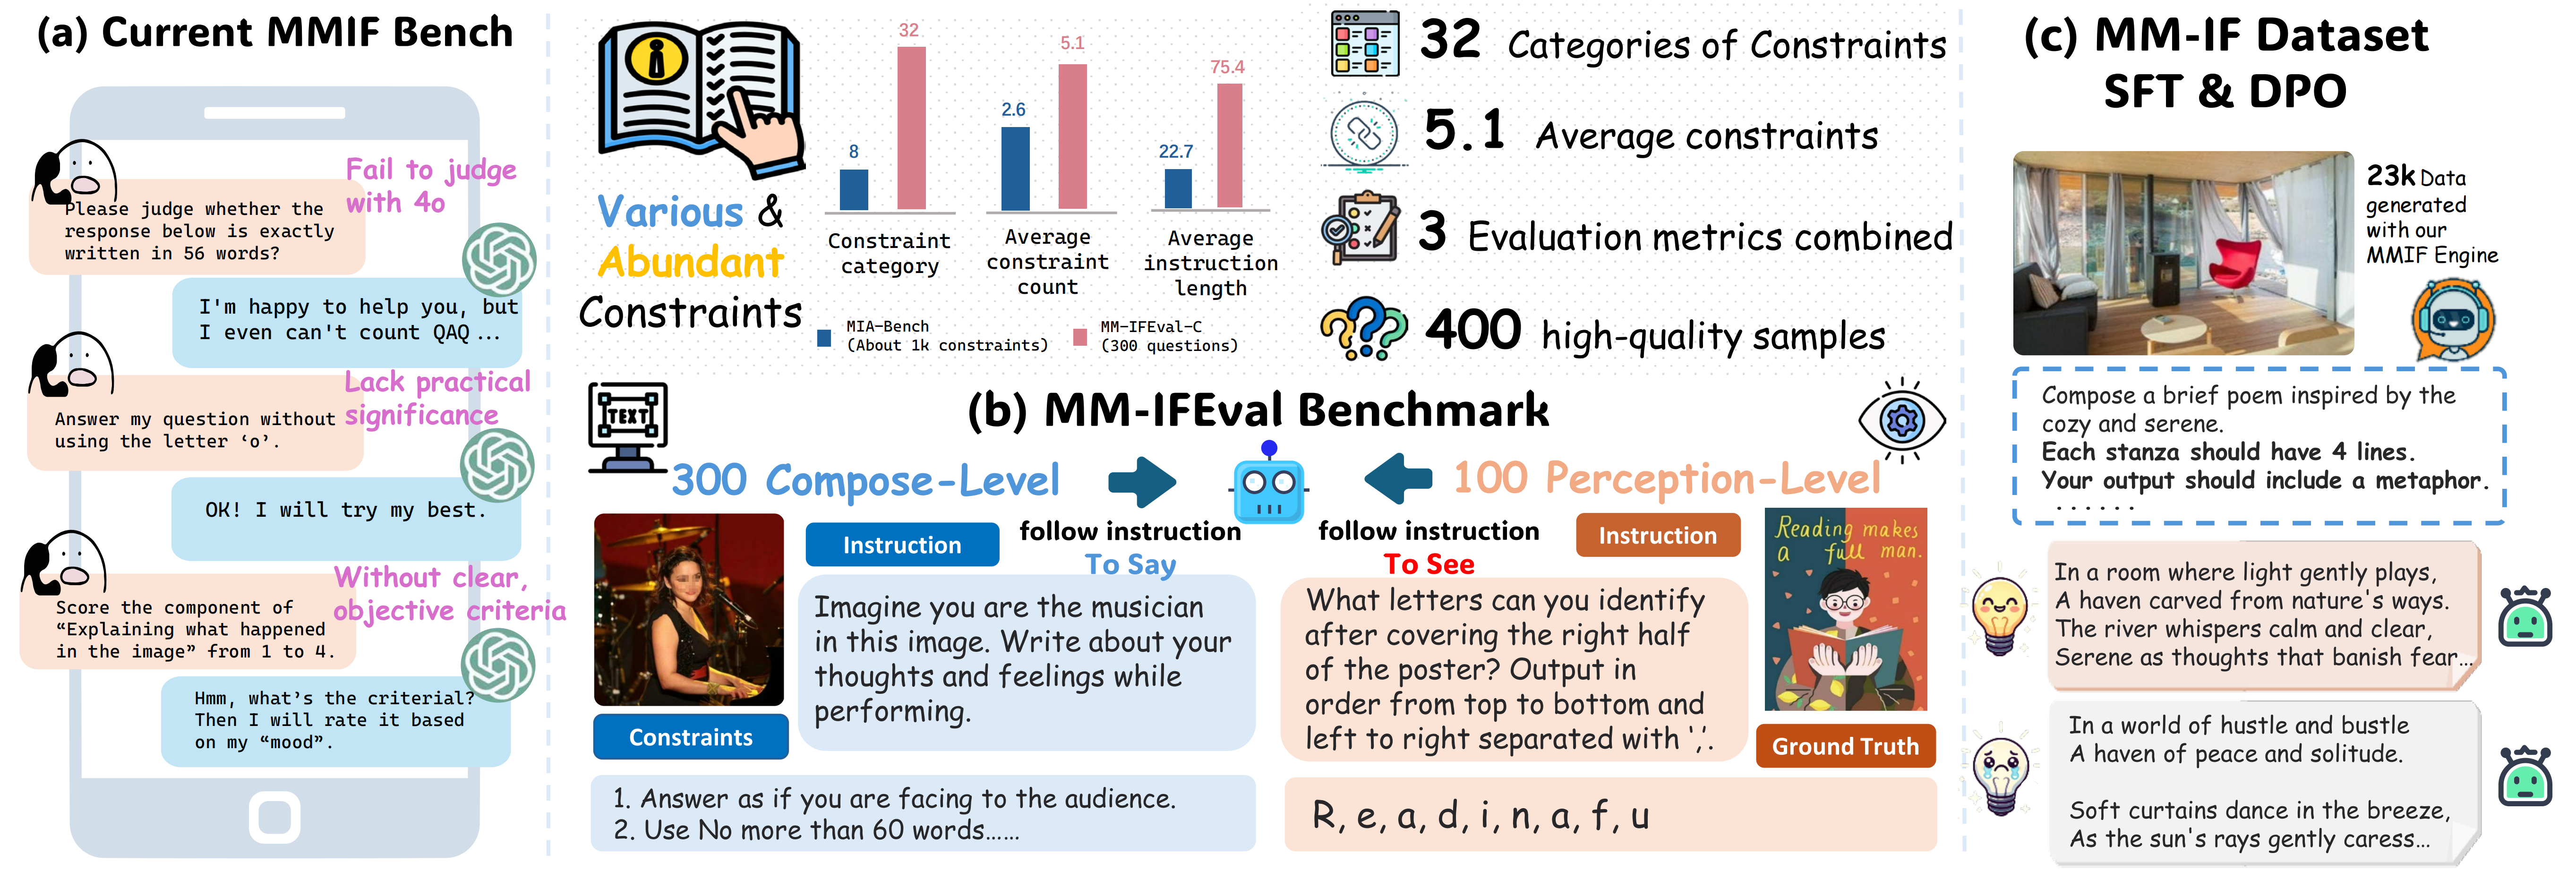 (a) Current MMIF Bench
Fail to judge
with 4o
Please judge whether the
response below is exactly
written in 56 words?
I'm happy to help you, but
I even can't count QAQ ...
Lack practical
significance
Answer my question without
using the letter ‘o’.
OK! I will try my best.
Without clear,
objective criteria
Score the component of
“Explaining what happened
in the image” from 1 to 4.
Hmm, what’s the criterial?
Then I will rate it based
on my “mood”.
Various &
Abundant
Constraints
8
32
Constraint
category
2.6
5.1
Average
constraint
count
22.7
75.4
Average
instruction
length
MIA-Bench
(About 1k constraints)
MM-IFEval-C
(300 questions)
32 Categories of Constraints
5.1 Average constraints
3 Evaluation metrics combined
400 high-quality samples
TEXT
(b) MM-IFEval Benchmark
300 Compose-Level
100 Perception-Level
Instruction
follow instruction
To Say
Imagine you are the musician
in this image. Write about your
thoughts and feelings while
performing.
Constraints
1. Answer as if you are facing to the audience.
2. Use No more than 60 words......
follow instruction
To See
Instruction
What letters can you identify
after covering the right half
of the poster? Output in
order from top to bottom and
left to right separated with ','.
Reading makes
a full man.
Ground Truth
R, e, a, d, i, n, a, f, u
(c) MM-IF Dataset
SFT & DPO
23k Data
generated
with our
MMIF Engine
Compose a brief poem inspired by the
cozy and serene.
Each stanza should have 4 lines.
Your output should include a metaphor.
......
In a room where light gently plays,
A haven carved from nature's ways.
The river whispers calm and clear,
Serene as thoughts that banish fear...
In a world of hustle and bustle
A haven of peace and solitude.
Soft curtains dance in the breeze,
As the sun's rays gently caress...